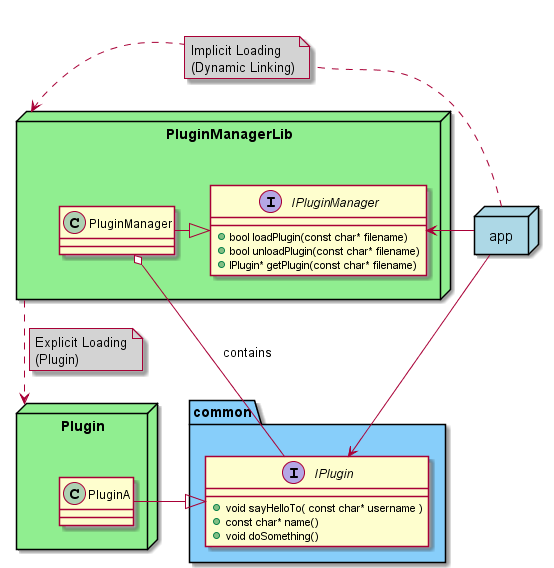 Implicit Loading
(Dynamic Linking)
PluginManagerLib
I IPluginManager
bool loadPlugin(const char* filename)
bool unloadPlugin(const char* filename)
IPlugin* getPlugin(const char* filename)
C PluginManager
app
Explicit Loading
(Plugin)
contains
Plugin
C PluginA
common
I IPlugin
void sayHelloTo( const char* username )
const char* name()
void doSomething()